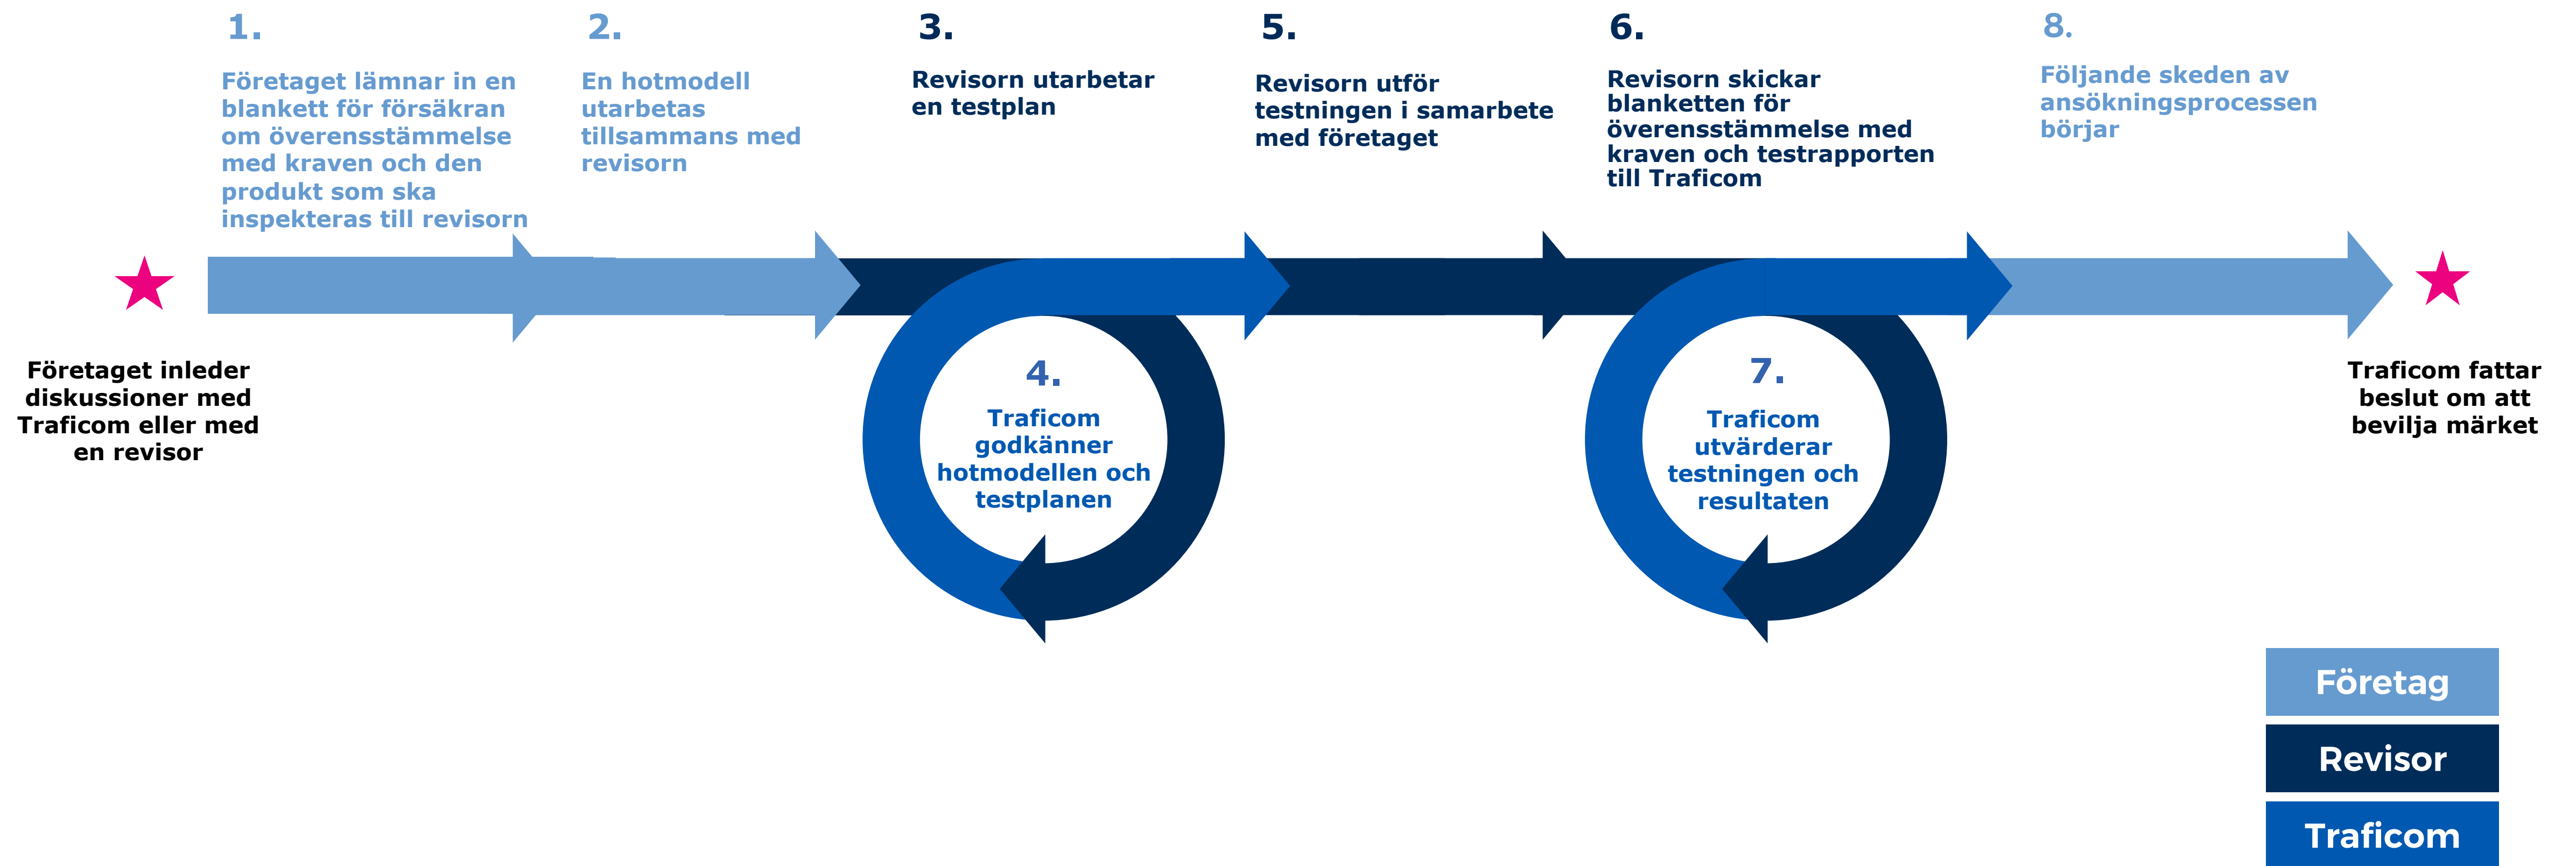 1.
Företaget lämnar in en
blankett för försäkran
om överensstämmelse
med kraven och den
produkt som ska
inspekteras till revisorn
2.
En hotmodell
utarbetas
tillsammans med
revisorn
3.
Revisorn utarbetar
en testplan
5.
Revisorn utför
testningen i samarbete
med företaget
6.
Revisorn skickar
blanketten för
överensstämmelse med
kraven och testrapporten
till Traficom
8.
Följande skeden av
ansökningsprocessen
börjar
Företaget inleder
diskussioner med
Traficom eller med
en revisor
4.
Traficom
godkänner
hotmodellen och
testplanen
7.
Traficom
utvärderar
testningen och
resultaten
Traficom fattar
beslut om att
bevilja märket
Företag
Revisor
Traficom